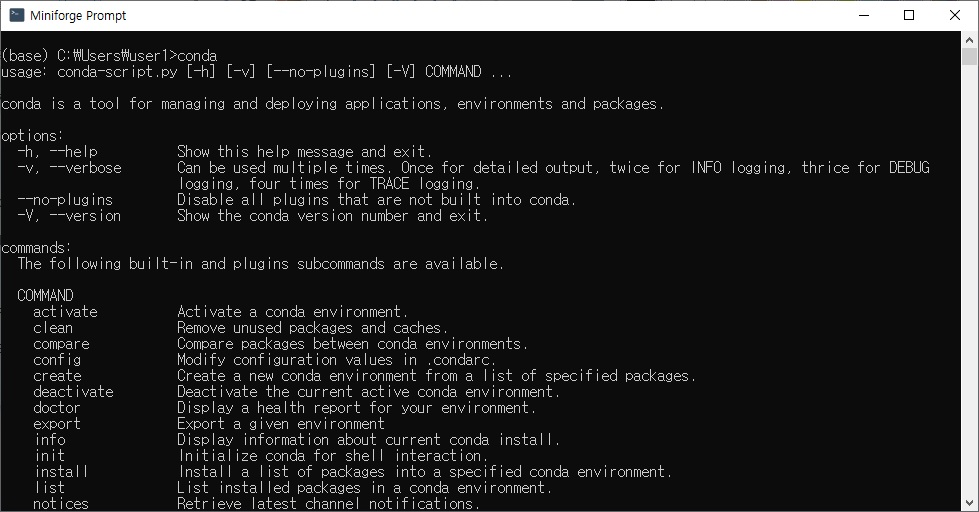 Miniforge Prompt
(base) C:₩Users₩user1>conda
usage: conda-script.py [-h] [-v] [--no-plugins] [-V] COMMAND ...
conda is a tool for managing and deploying applications, environments and packages.
options:
-h, --help Show this help message and exit.
-v, --verbose Can be used multiple times. Once for detailed output, twice for INFO logging, thrice for DEBUG
logging, four times for TRACE logging.
--no-plugins Disable all plugins that are not built into conda.
-V, --version Show the conda version number and exit.
commands:
The following built-in and plugins subcommands are available.
COMMAND
activate Activate a conda environment.
clean Remove unused packages and caches.
compare Compare packages between conda environments.
config Modify configuration values in .condarc.
create Create a new conda environment from a list of specified packages.
deactivate Deactivate the current active conda environment.
doctor Display a health report for your environment.
export Export a given environment
info Display information about current conda install.
init Initialize conda for shell interaction.
install Install a list of packages into a specified conda environment.
list List installed packages in a conda environment.
notices Retrieve latest channel notifications.